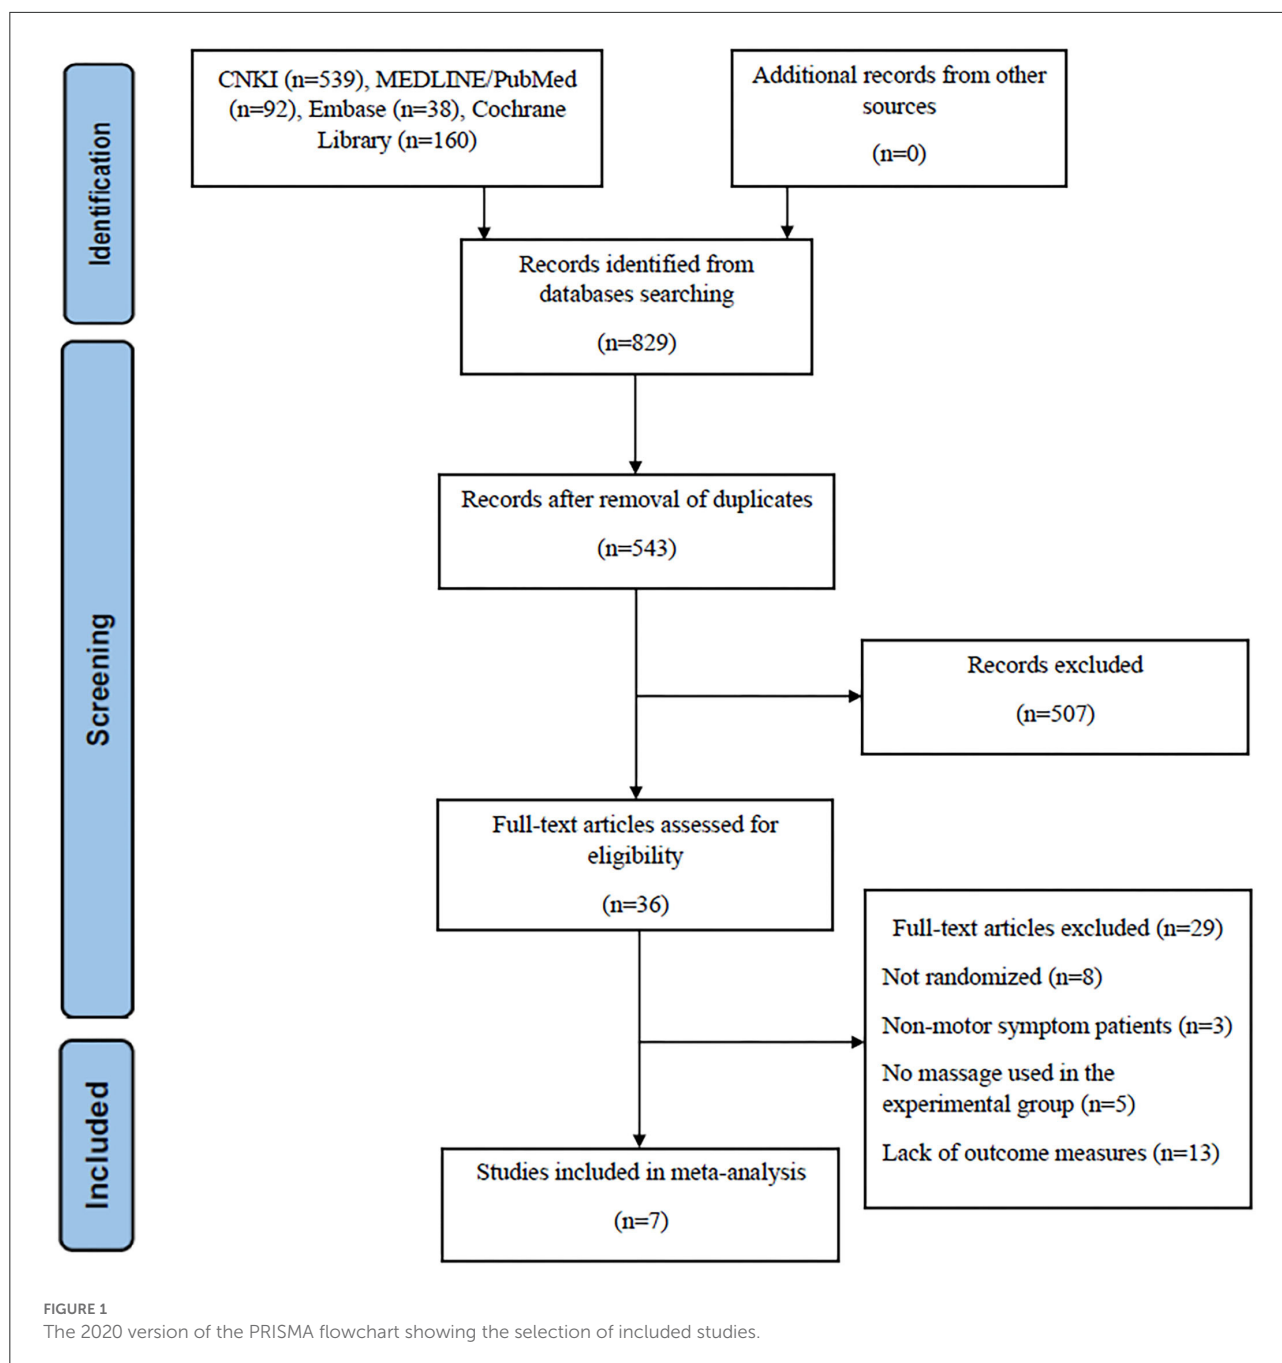 Identification
CNKI (n=539), MEDLINE/PubMed
(n=92), Embase (n=38), Cochrane
Library (n=160)
Additional records from other
sources
(n=0)
Records identified from
databases searching
(n=829)
Screening
Records after removal of duplicates
(n=543)
Records excluded
(n=507)
Full-text articles assessed for
eligibility
(n=36)
Full-text articles excluded (n=29)
Not randomized (n=8)
Non-motor symptom patients (n=3)
No massage used in the
experimental group (n=5)
Lack of outcome measures (n=13)
Included
Studies included in meta-analysis
(n=7)
FIGURE 1
The 2020 version of the PRISMA flowchart showing the selection of included studies.